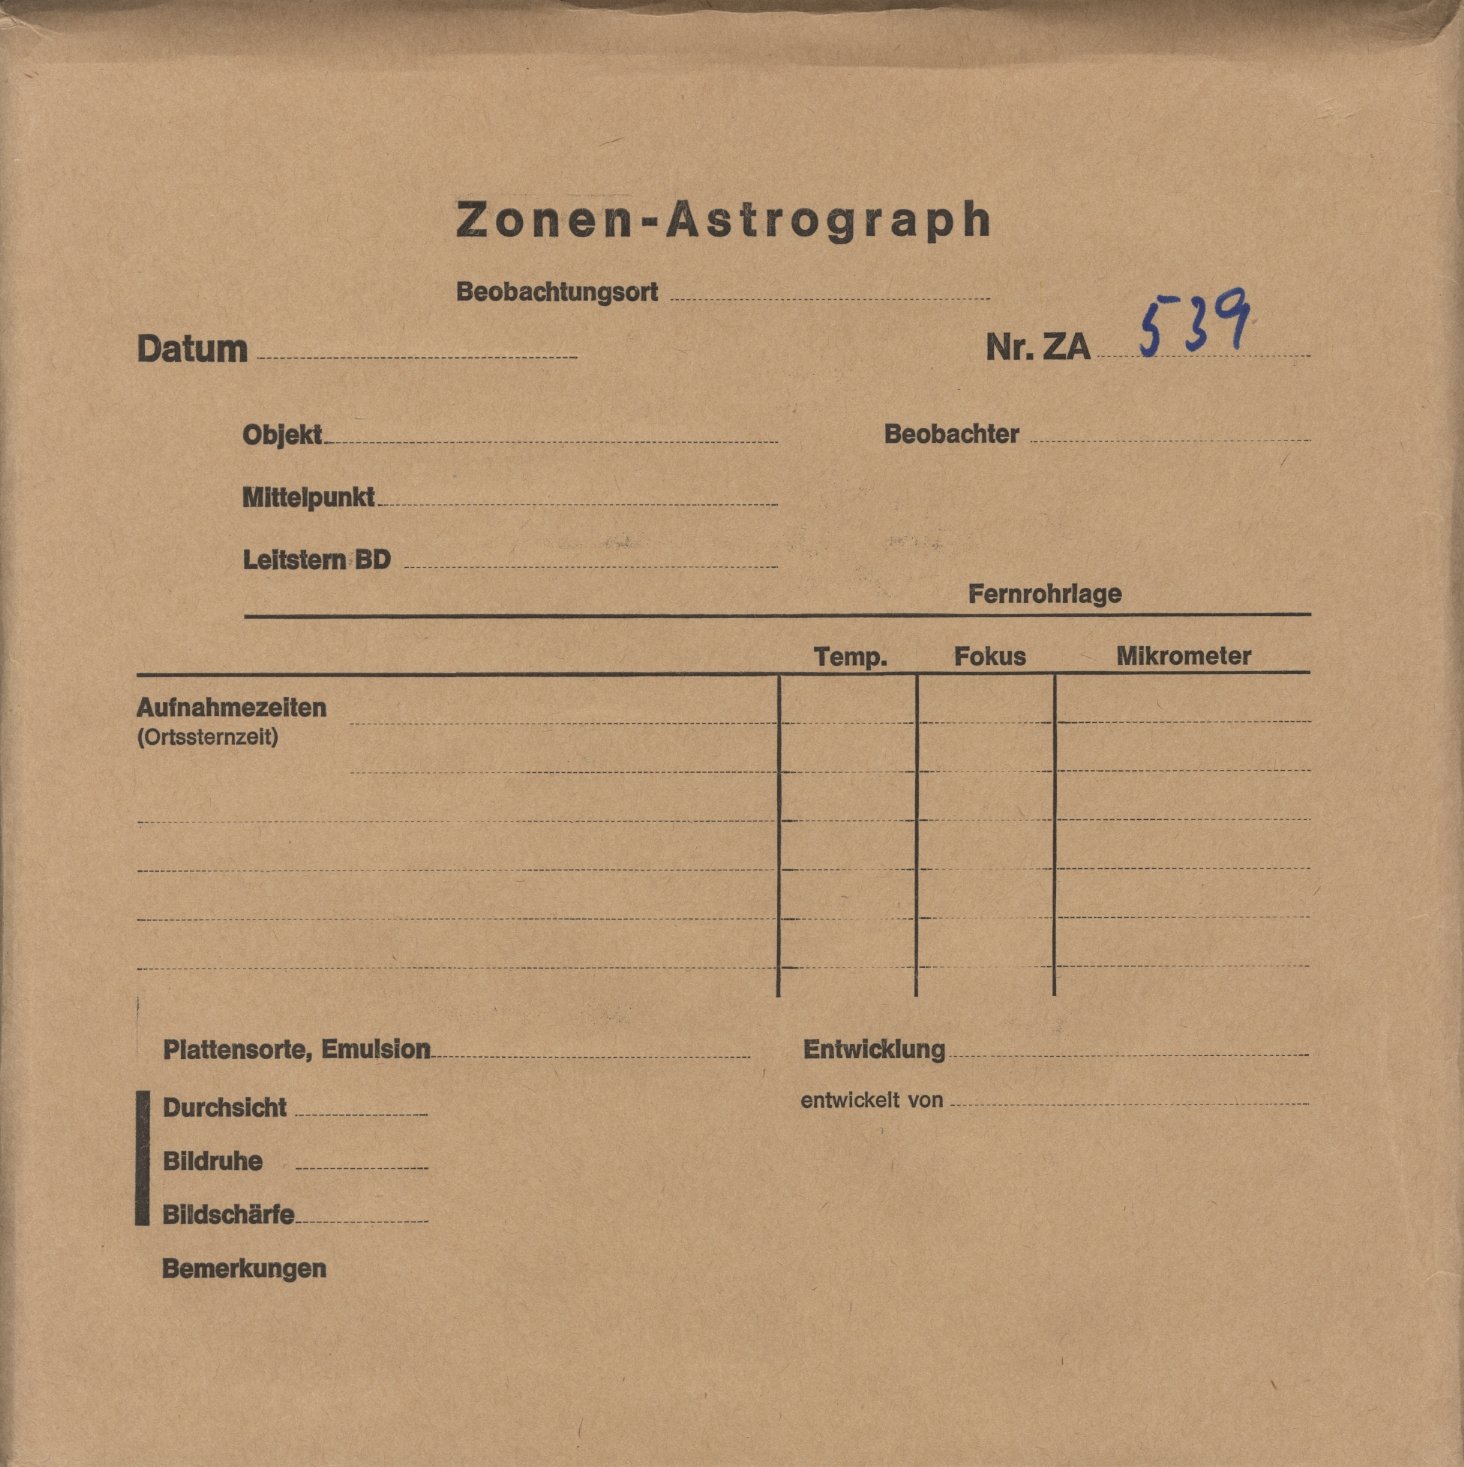 Zonen-Astrograph
Beobachtungsort
Datum Nr. ZA 539
Objekt Beobachter
Mittelpunkt
Leitstern BD
Fernrohrlage
Temp. Fokus Mikrometer
Aufnahmezeiten
(Ortssternzeit)
Plattensorte, Emulsion Entwicklung
Durchsicht entwickelt von
Bildruhe
Bildschärfe
Bemerkungen